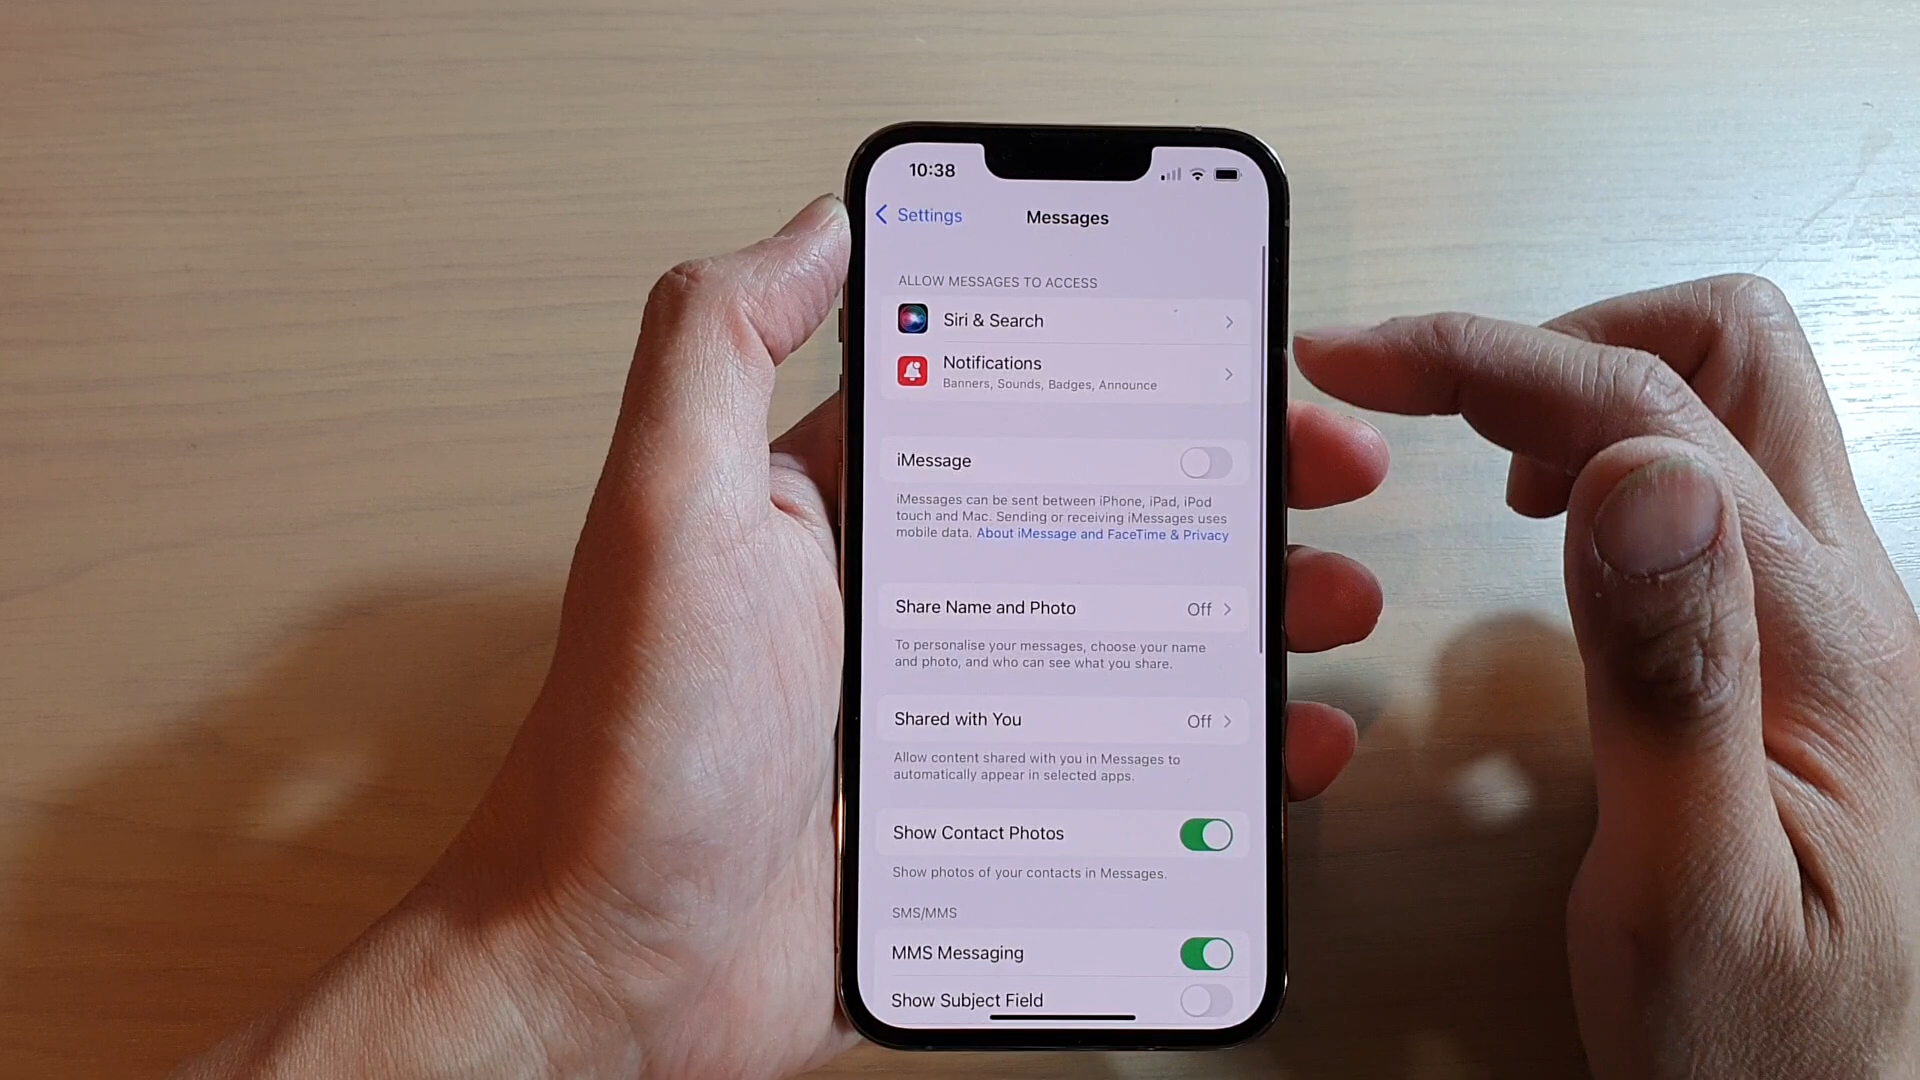 10:38
Settings
Messages
ALLOW MESSAGES TO ACCESS
Siri & Search
Notifications
Banners, Sounds, Badges, Announce
iMessage
iMessages can be sent between iPhone, iPad, iPod
touch and Mac. Sending or receiving iMessages uses
mobile data. About iMessage and FaceTime & Privacy
Share Name and Photo Off
To personalise your messages, choose your name
and photo, and who can see what you share.
Shared with You Off
Allow content shared with you in Messages to
automatically appear in selected apps.
Show Contact Photos
Show photos of your contacts in Messages.
SMS/MMS
MMS Messaging
Show Subject Field